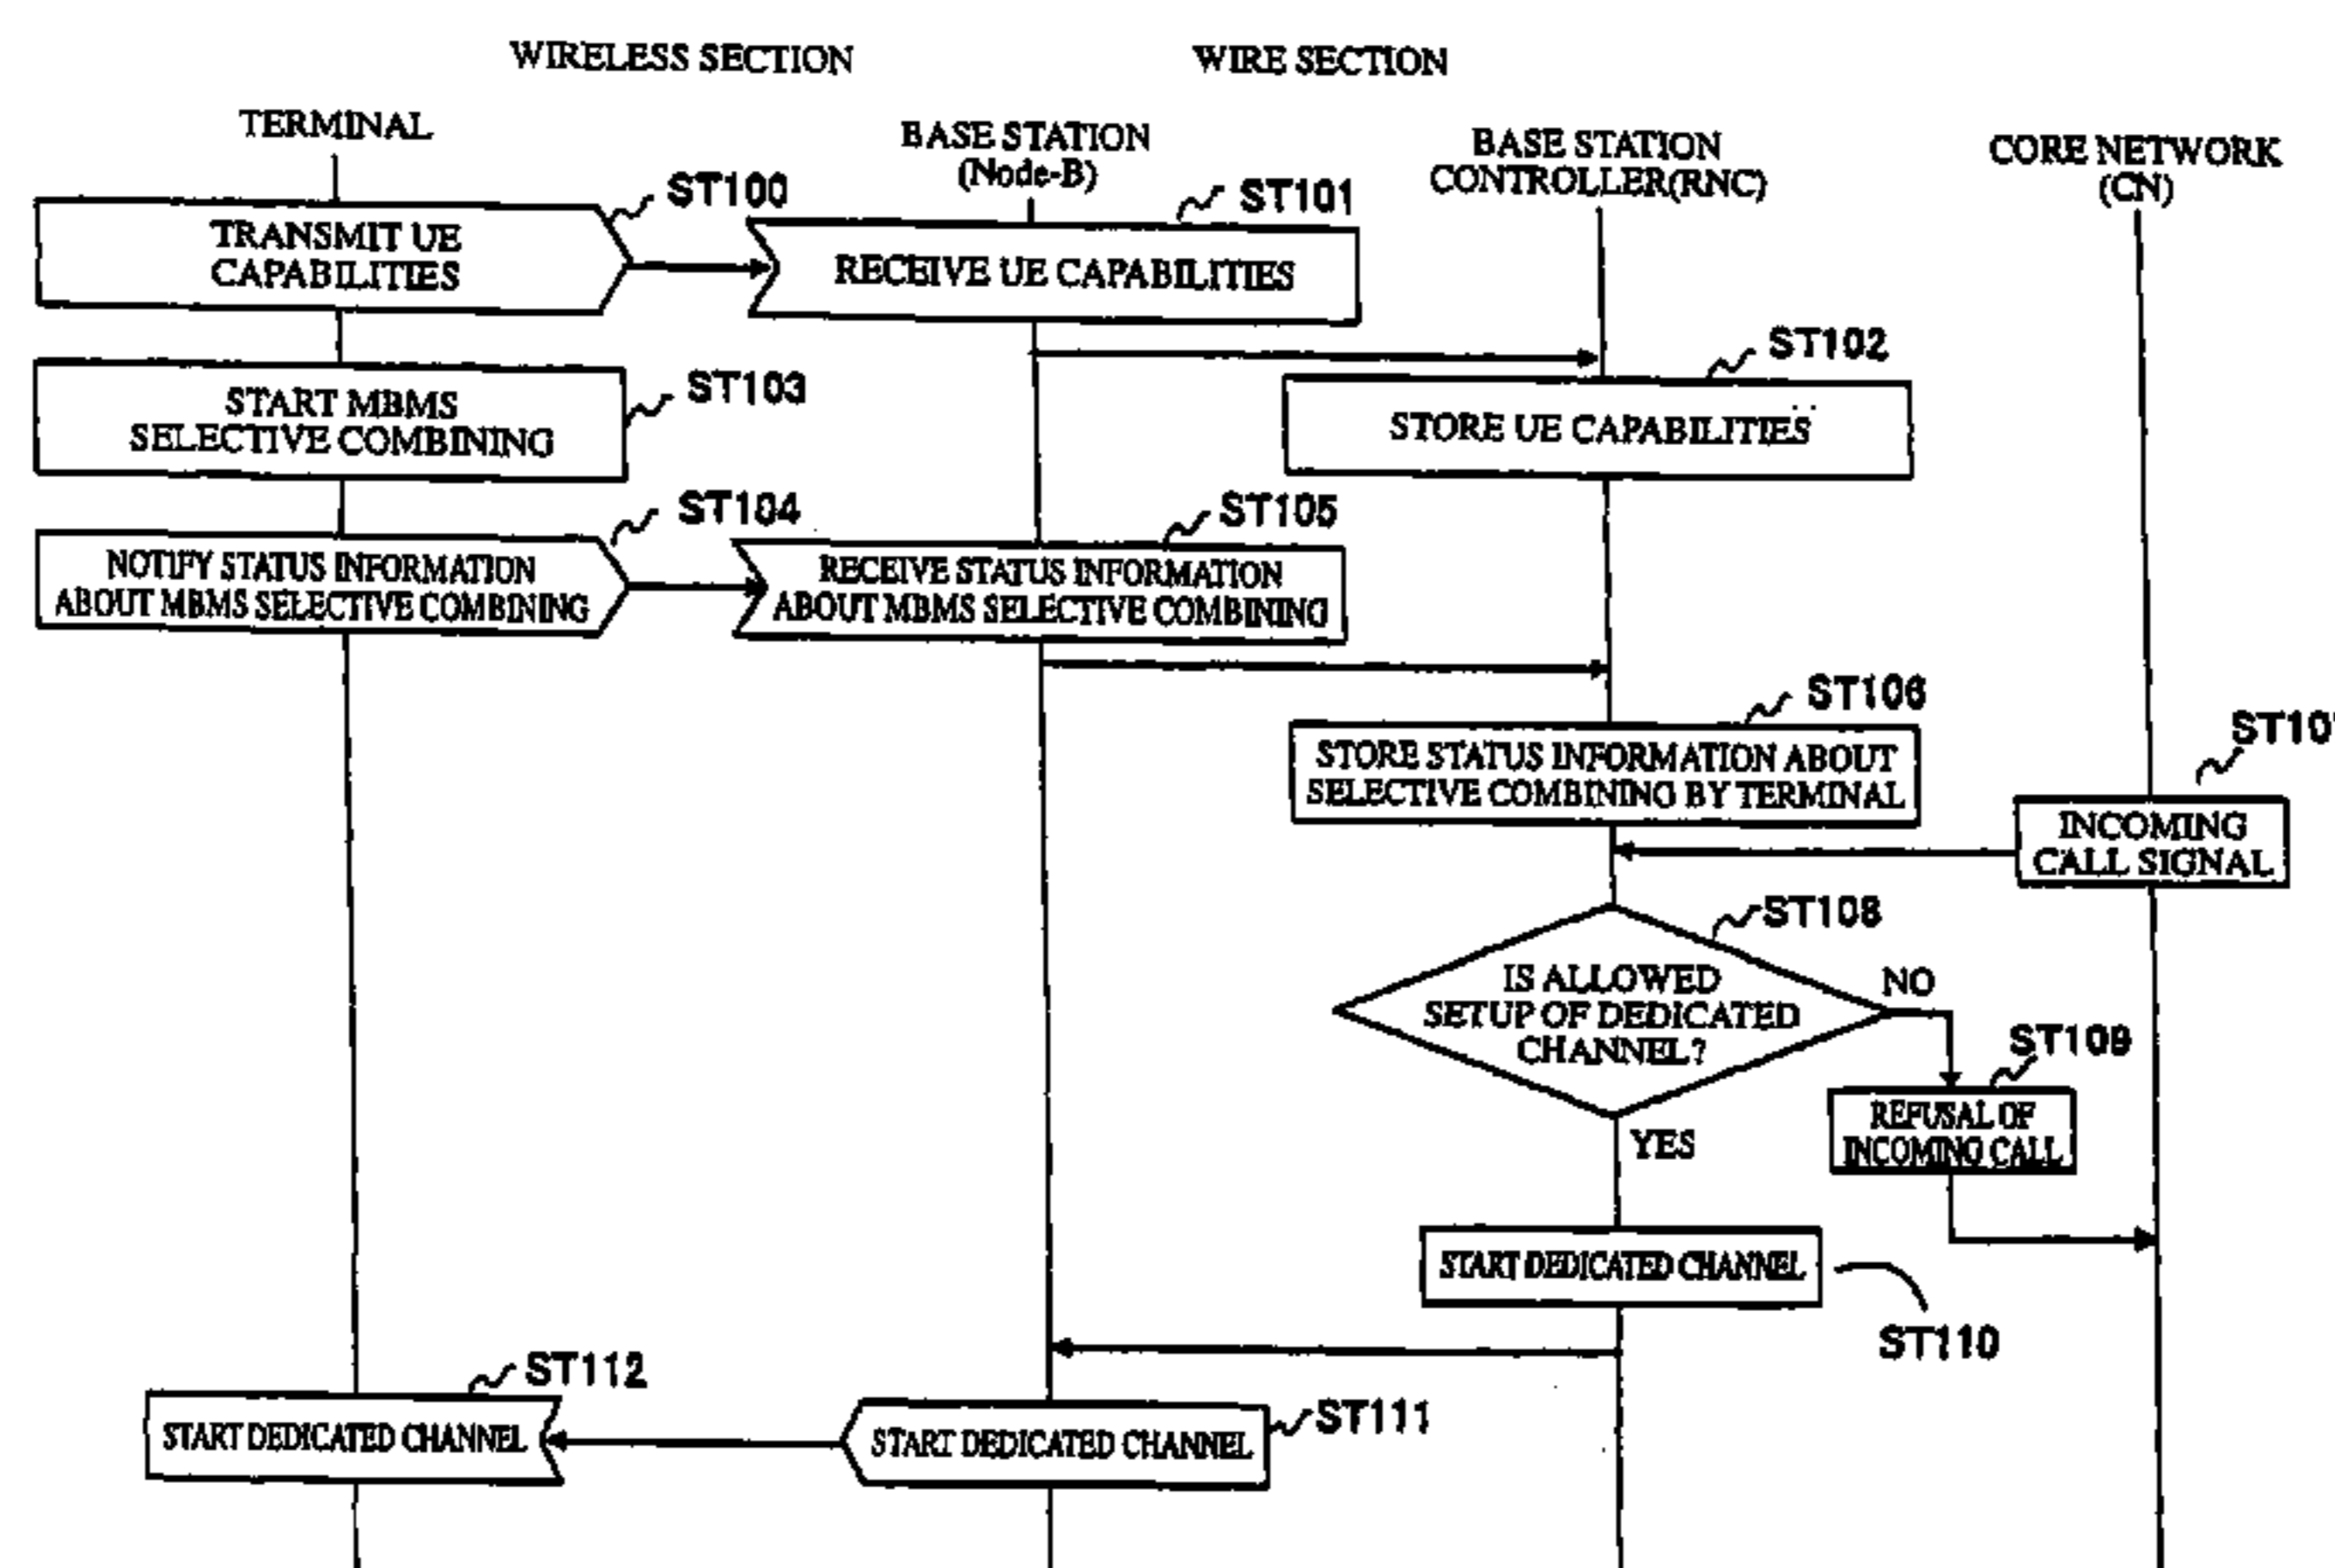 WIRELESS SECTION
WIRE SECTION
TERMINAL
BASE STATION
(Node-B)
BASE STATION
CONTROLLER(RNC)
CORE NETWORK
(CN)
ST100
TRANSMIT UE
CAPABILITIES
ST101
RECEIVE UE CAPABILITIES
ST102
STORE UE CAPABILITIES
ST103
START MBMS
SELECTIVE COMBINING
ST104
NOTIFY STATUS INFORMATION
ABOUT MBMS SELECTIVE COMBINING
ST105
RECEIVE STATUS INFORMATION
ABOUT MBMS SELECTIVE COMBINING
ST106
STORE STATUS INFORMATION ABOUT
SELECTIVE COMBINING BY TERMINAL
INCOMING
CALL SIGNAL
ST108
IS ALLOWED
SETUP OF DEDICATED
CHANNEL?
NO
ST109
REFUSAL OF
INCOMING CALL
YES
START DEDICATED CHANNEL
ST110
ST112
START DEDICATED CHANNEL
ST111
START DEDICATED CHANNEL